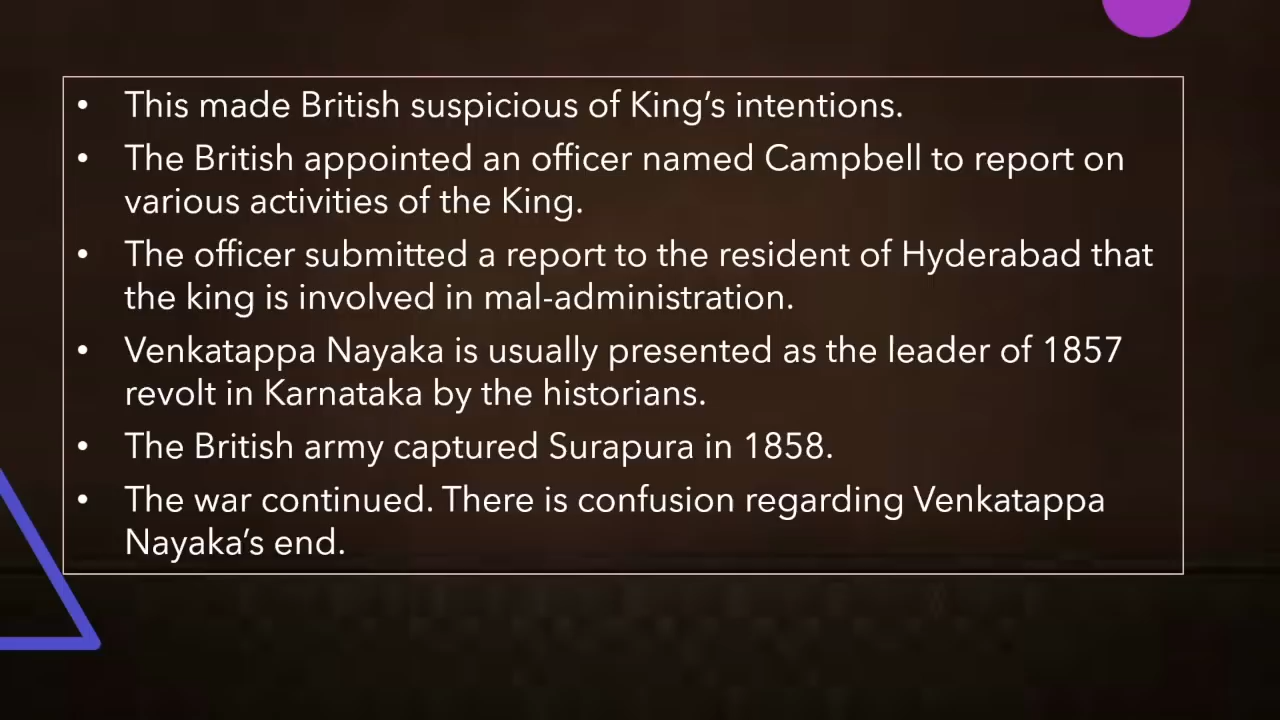 • This made British suspicious of King’s intentions.
• The British appointed an officer named Campbell to report on
various activities of the King.
• The officer submitted a report to the resident of Hyderabad that
the king is involved in mal-administration.
• Venkatappa Nayaka is usually presented as the leader of 1857
revolt in Karnataka by the historians.
• The British army captured Surapura in 1858.
• The war continued. There is confusion regarding Venkatappa
Nayaka’s end.